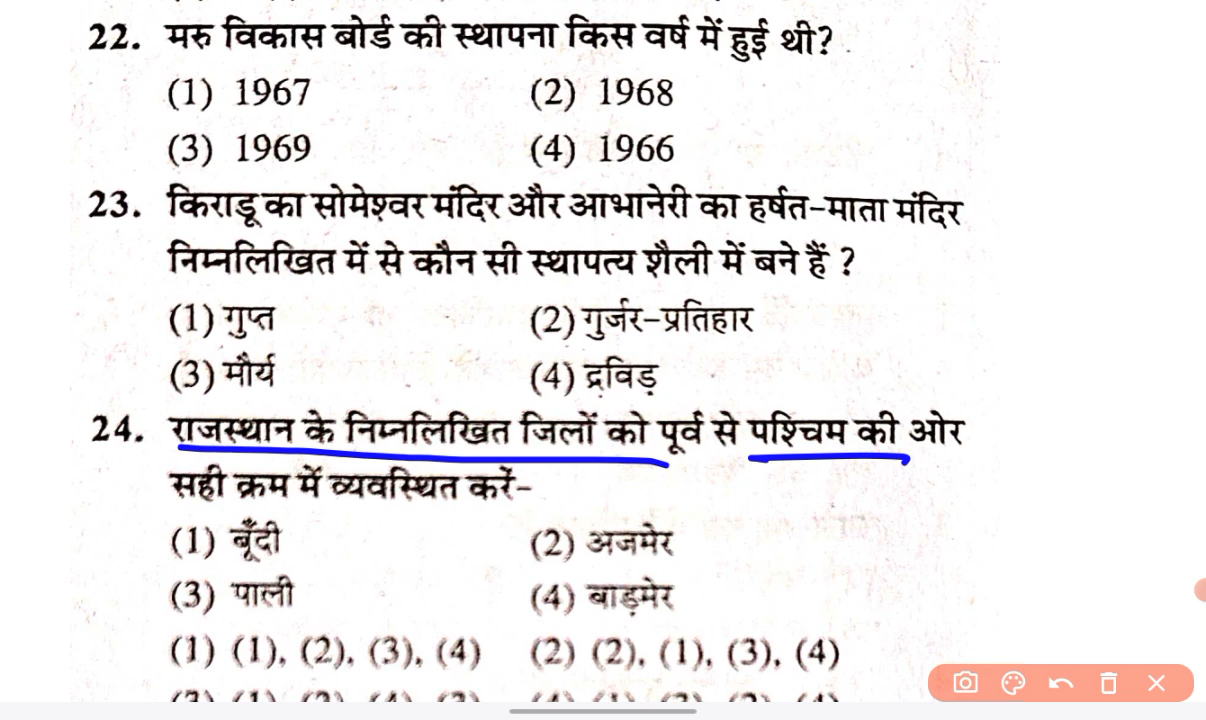 22. मरु विकास बोर्ड की स्थापना किस वर्ष में हुई थी?
(1) 1967 (2) 1968
(3) 1969 (4) 1966
23. किराडू का सोमेश्वर मंदिर और आभानेरी का हर्षत-माता मंदिर
निम्नलिखित में से कौन सी स्थापत्य शैली में बने हैं ?
(1) गुप्त (2) गुर्जर-प्रतिहार
(3) मौर्य (4) द्रविड़
24. राजस्थान के निम्नलिखित जिलों को पूर्व से पश्चिम की ओर
सही क्रम में व्यवस्थित करें-
(1) बूँदी (2) अजमेर
(3) पाली (4) बाड़मेर
(1) (1), (2), (3), (4) (2) (2), (1), (3), (4)